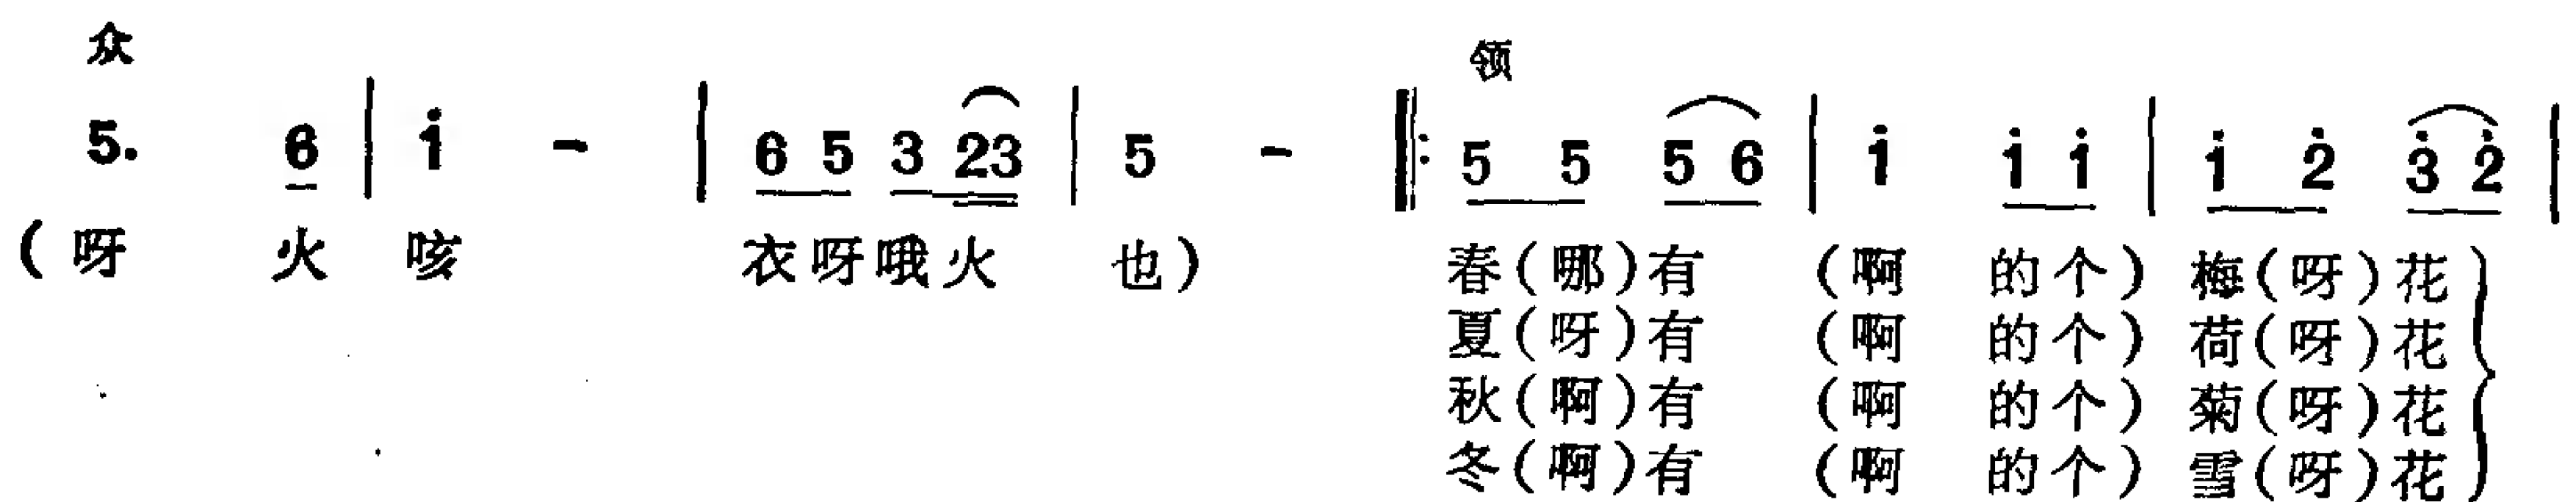 众 领
5. 6 | i - | 6 5 3 23 | 5 - ‖: 5 5 5 6 | i i i | i 2̇ 3̇ 2̇ |
(呀 火 咳 衣呀哦火 也) 春(哪)有 (啊 的个) 梅(呀)花
夏(呀)有 (啊 的个) 荷(呀)花
秋(啊)有 (啊 的个) 菊(呀)花
冬(啊)有 (啊 的个) 雪(呀)花